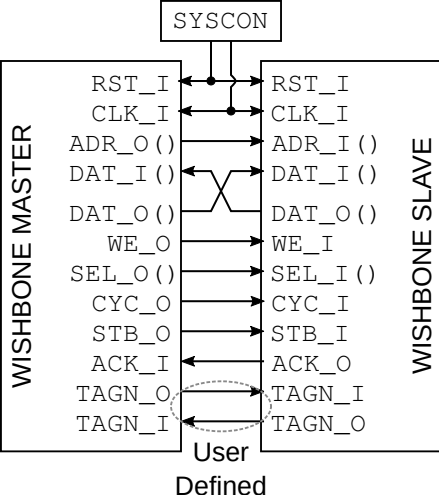 SYSCON
WISHBONE MASTER
RST_I RST_I
CLK_I CLK_I
ADR_O() ADR_I()
DAT_I() DAT_I()
DAT_O() DAT_O()
WE_O WE_I
SEL_O() SEL_I()
CYC_O CYC_I
STB_O STB_I
ACK_I ACK_O
TAGN_O TAGN_I
TAGN_I TAGN_O
WISHBONE SLAVE
User
Defined